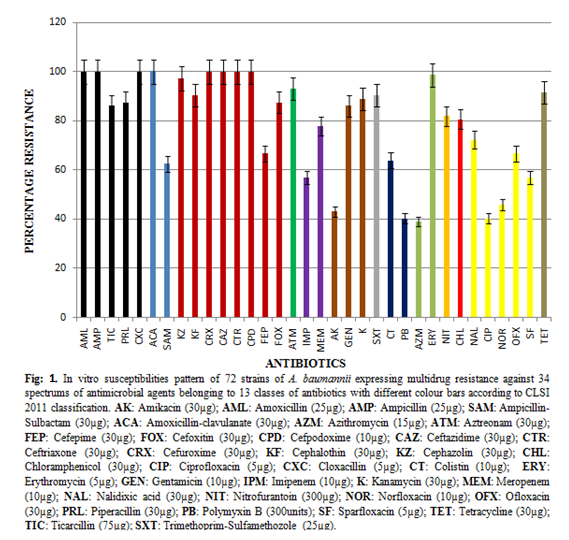 120
100
80
60
40
20
0
PERCENTAGE RESISTANCE
AML
AMP
TIC
PRL
CKC
ACA
SAM
KZ
KF
CRX
CAZ
CTR
CPD
FEP
FOX
ATM
IMP
MEM
AK
GEN
K
SXT
CT
PB
AZM
ERY
NIT
CHL
NAL
CIP
NOR
OFX
SF
TET
ANTIBIOTICS
Fig: 1. In vitro susceptibilities pattern of 72 strains of A. baumannii expressing multidrug resistance against 34
spectrums of antimicrobial agents belonging to 13 classes of antibiotics with different colour bars according to CLSI
2011 classification. AK: Amikacin (30µg); AML: Amoxicillin (25µg); AMP: Ampicillin (25µg); SAM: Ampicillin-
Sulbactam (30µg); ACA: Amoxicillin-clavulanate (30µg); AZM: Azithromycin (15µg); ATM: Aztreonam (30µg);
FEP: Cefepime (30µg); FOX: Cefoxitin (30µg); CPD: Cefpodoxime (10µg); CAZ: Ceftazidime (30µg); CTR:
Ceftriaxone (30µg); CRX: Cefuroxime (30µg); KF: Cephalothin (30µg); KZ: Cephazolin (30µg); CHL:
Chloramphenicol (30µg); CIP: Ciprofloxacin (5µg); CXC: Cloxacillin (5µg); CT: Colistin (10µg); ERY:
Erythromycin (5µg); GEN: Gentamicin (10µg); IPM: Imipenem (10µg); K: Kanamycin (30µg); MEM: Meropenem
(10µg); NAL: Nalidixic acid (30µg); NIT: Nitrofurantoin (300µg); NOR: Norfloxacin (10µg); OFX: Ofloxacin
(30µg); PRL: Piperacillin (30µg); PB: Polymyxin B (300units); SF: Sparfloxacin (5µg); TET: Tetracycline (30µg);
TIC: Ticarcillin (75µg); SXT: Trimethoprim-Sulfamethozole (25µg).